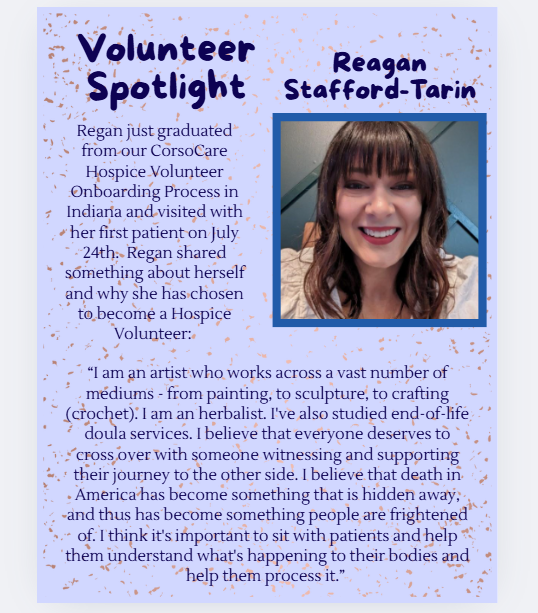 Volunteer
Spotlight
Reagan
Stafford-Tarin
Regan just graduated
from our CorsoCare
Hospice Volunteer
Onboarding Process in
Indiana and visited with
her first patient on July
24th. Regan shared
something about herself
and why she has chosen
to become a Hospice
Volunteer:
“I am an artist who works across a vast number of
mediums - from painting, to sculpture, to crafting
(crochet). I am an herbalist. I've also studied end-of-life
doula services. I believe that everyone deserves to
cross over with someone witnessing and supporting
their journey to the other side. I believe that death in
America has become something that is hidden away,
and thus has become something people are frightened
of. I think it's important to sit with patients and help
them understand what's happening to their bodies and
help them process it.”